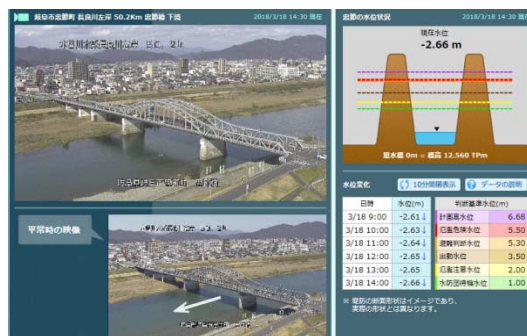 岐阜市忠節町 長良川左岸 50.2Km 忠節橋 下流
2018/3/18 14:30 現在
平常時の映像
忠節の水位状況
2018/3/18 14:30 現在
現在水位
-2.66 m
量水標 0m = 標高 12.560 TPm
水位変化
10分間隔表示
データの説明
日時 水位(m) 判断基準水位(m)
3/18 9:00 -2.61↓ 計画高水位 6.68
3/18 10:00 -2.63↓ 氾濫危険水位 5.50
3/18 11:00 -2.64↓ 避難判断水位 5.30
3/18 12:00 -2.65↓ 出動水位 3.50
3/18 13:00 -2.65 氾濫注意水位 2.00
3/18 14:00 -2.66↓ 水防団待機水位 1.00
※ 堤防の断面形状はイメージであり、
実際の形状とは異なります。